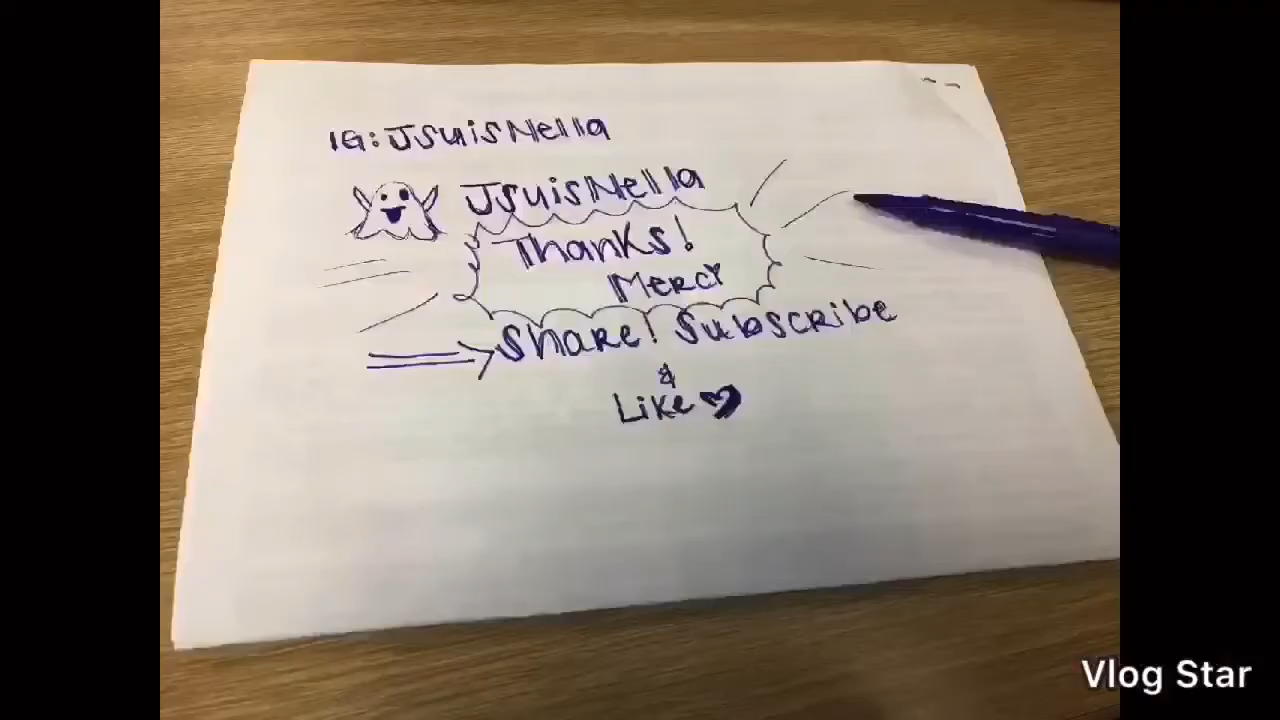 IG: JsuisNella
JsuisNella
Thanks!
Merci
Share! Subscribe
&
Like
Vlog Star